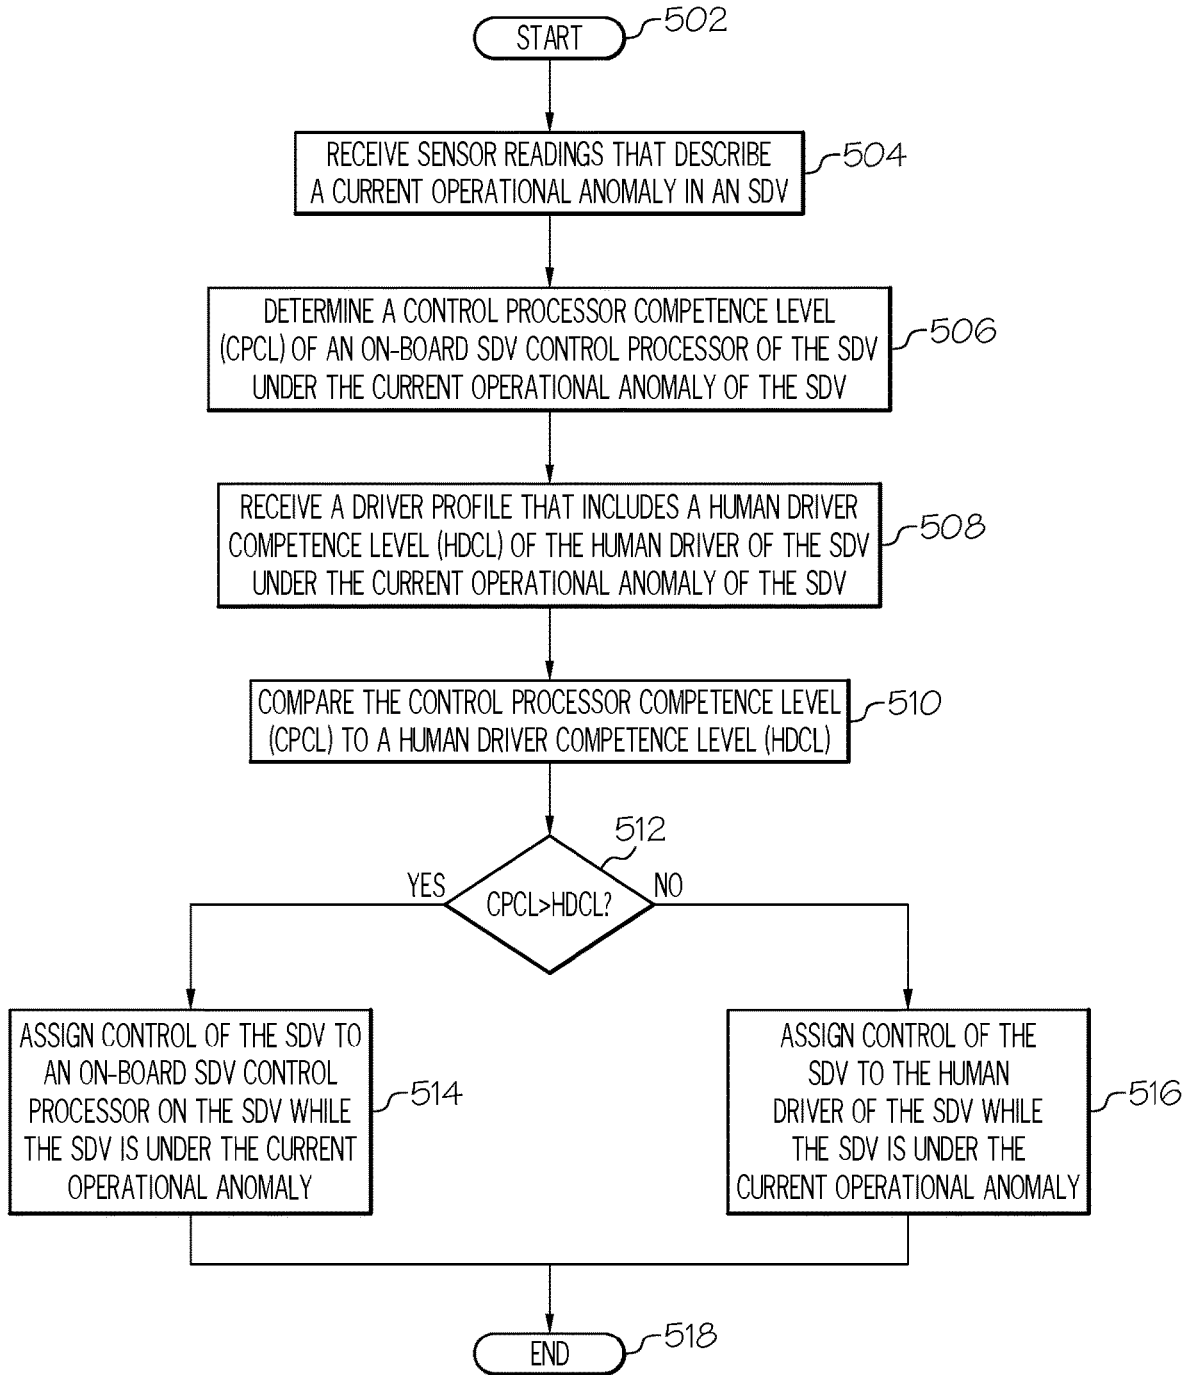 START
502
RECEIVE SENSOR READINGS THAT DESCRIBE
A CURRENT OPERATIONAL ANOMALY IN AN SDV
504
DETERMINE A CONTROL PROCESSOR COMPETENCE LEVEL
(CPCL) OF AN ON-BOARD SDV CONTROL PROCESSOR OF THE SDV
UNDER THE CURRENT OPERATIONAL ANOMALY OF THE SDV
506
RECEIVE A DRIVER PROFILE THAT INCLUDES A HUMAN DRIVER
COMPETENCE LEVEL (HDCL) OF THE HUMAN DRIVER OF THE SDV
UNDER THE CURRENT OPERATIONAL ANOMALY OF THE SDV
508
COMPARE THE CONTROL PROCESSOR COMPETENCE LEVEL
(CPCL) TO A HUMAN DRIVER COMPETENCE LEVEL (HDCL)
510
512
YES
CPCL>HDCL?
NO
ASSIGN CONTROL OF THE SDV TO
AN ON-BOARD SDV CONTROL
PROCESSOR ON THE SDV WHILE
THE SDV IS UNDER THE CURRENT
OPERATIONAL ANOMALY
514
ASSIGN CONTROL OF THE
SDV TO THE HUMAN
DRIVER OF THE SDV WHILE
THE SDV IS UNDER THE
CURRENT OPERATIONAL ANOMALY
516
END
518